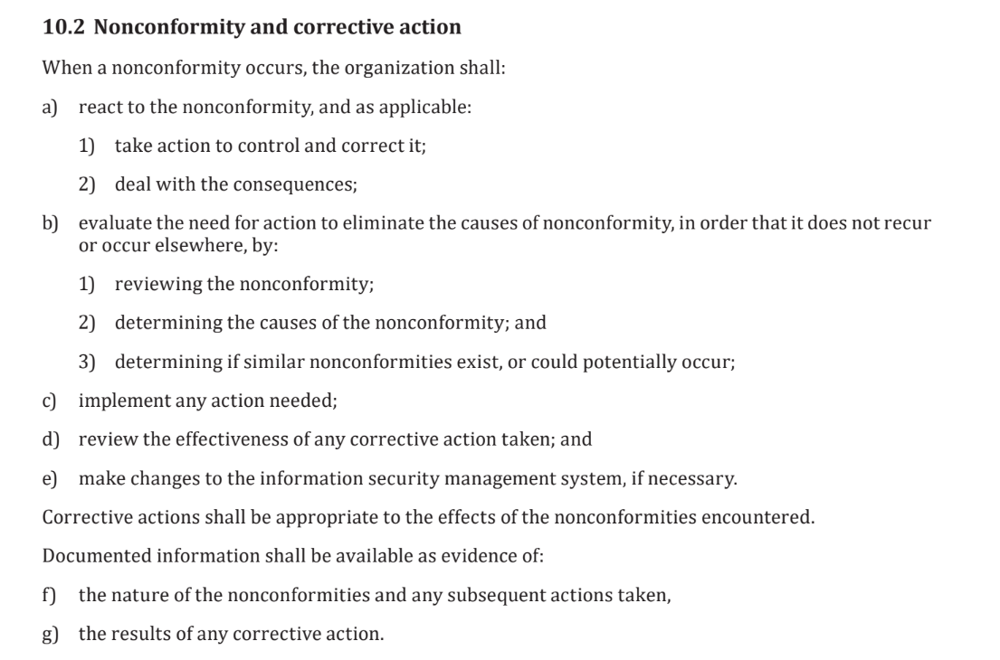 10.2 Nonconformity and corrective action
When a nonconformity occurs, the organization shall:
a) react to the nonconformity, and as applicable:
1) take action to control and correct it;
2) deal with the consequences;
b) evaluate the need for action to eliminate the causes of nonconformity, in order that it does not recur
or occur elsewhere, by:
1) reviewing the nonconformity;
2) determining the causes of the nonconformity; and
3) determining if similar nonconformities exist, or could potentially occur;
c) implement any action needed;
d) review the effectiveness of any corrective action taken; and
e) make changes to the information security management system, if necessary.
Corrective actions shall be appropriate to the effects of the nonconformities encountered.
Documented information shall be available as evidence of:
f) the nature of the nonconformities and any subsequent actions taken,
g) the results of any corrective action.